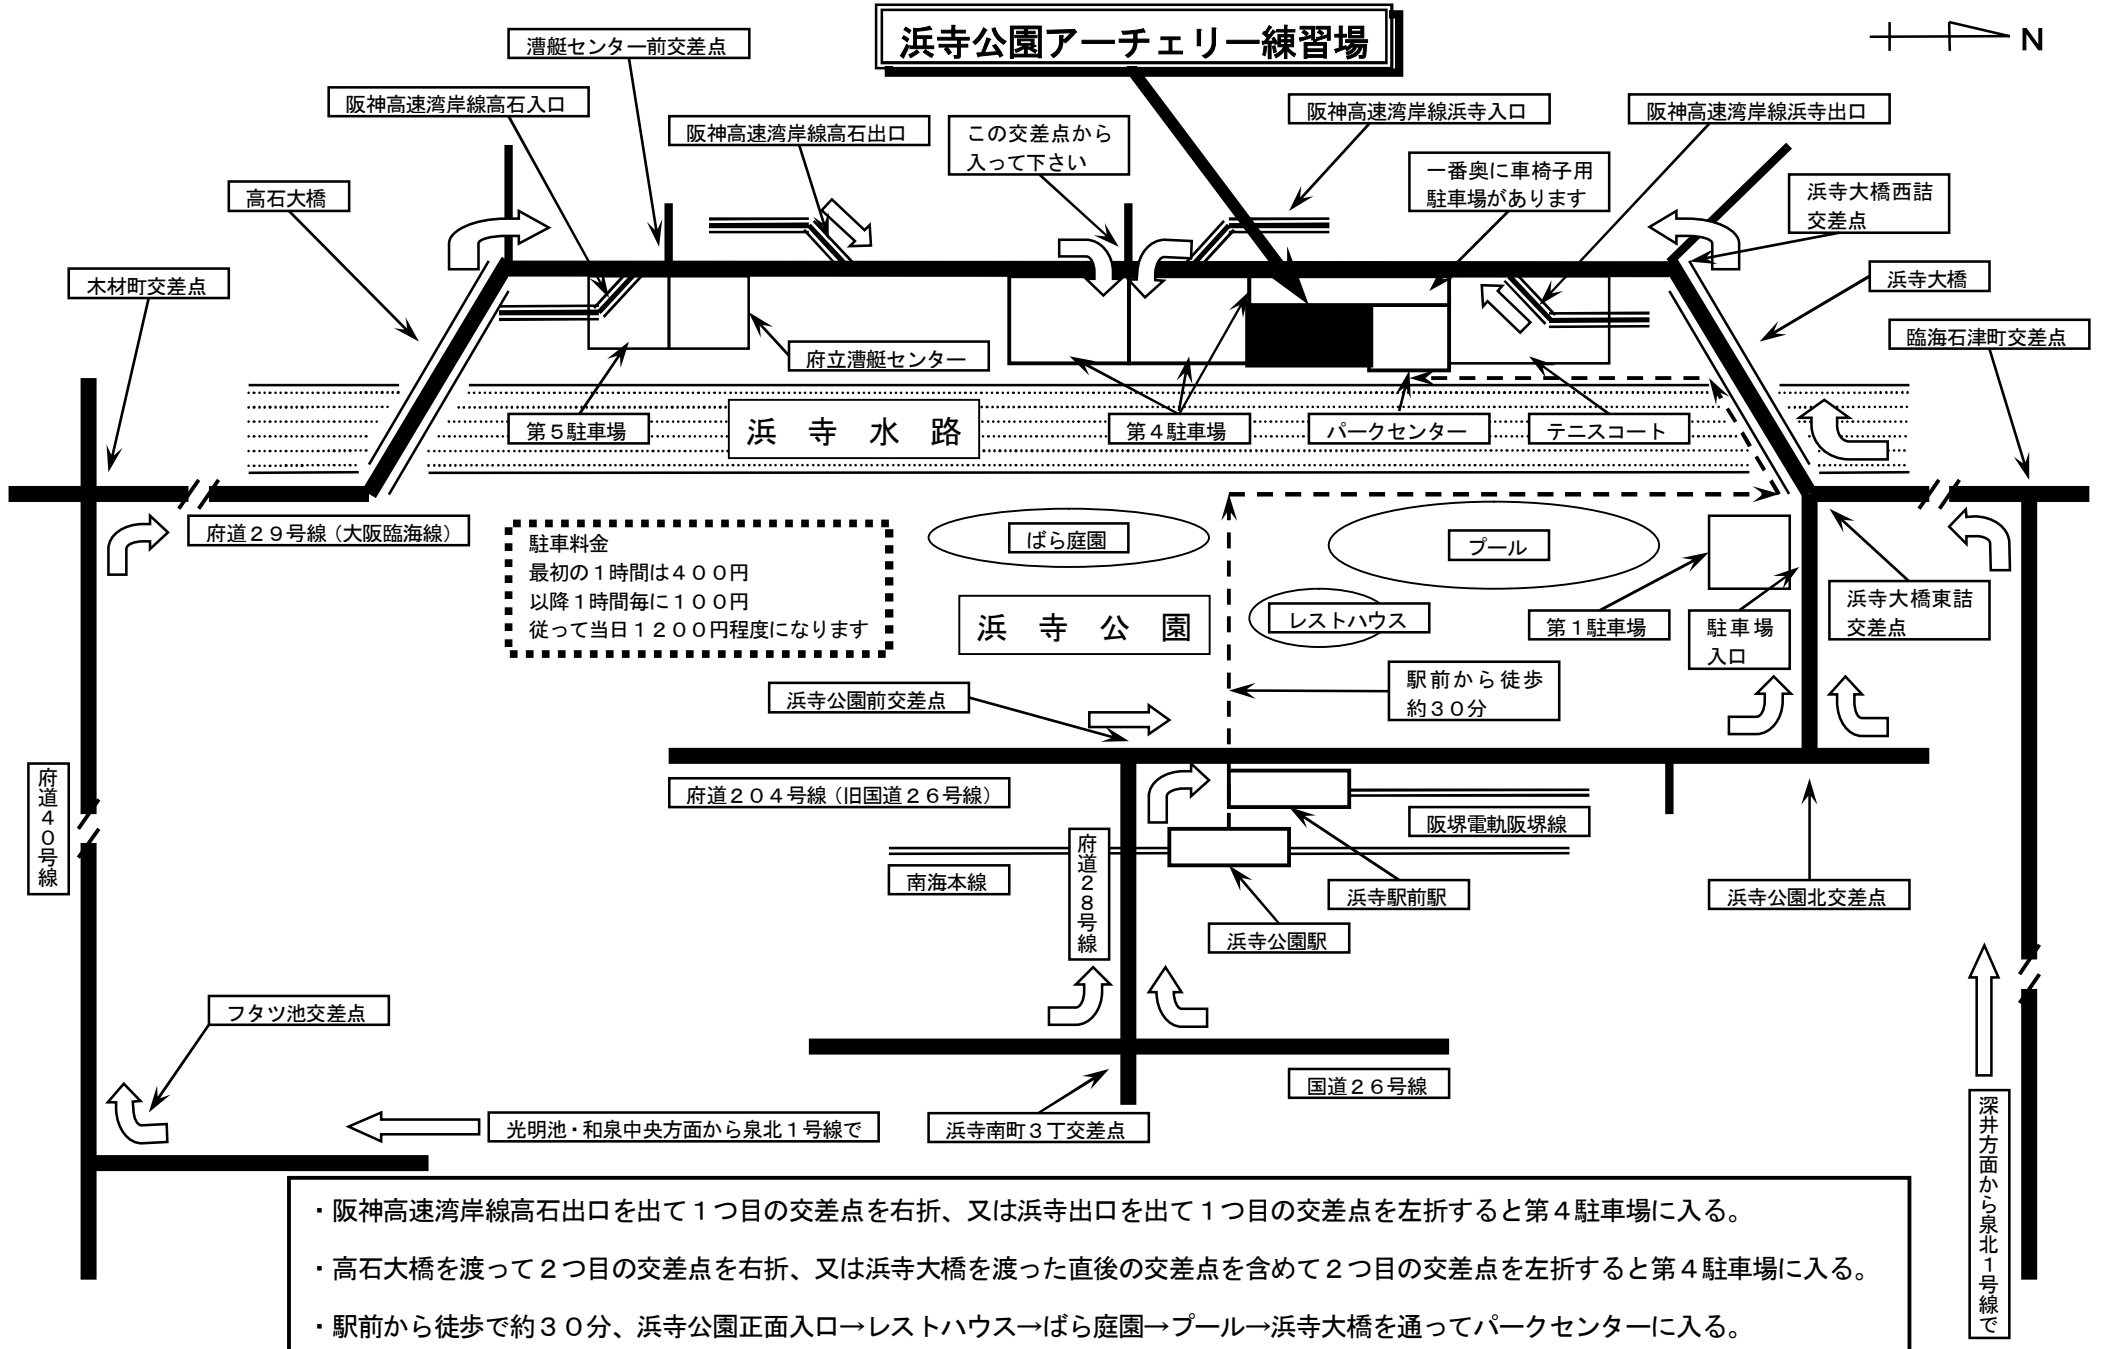 浜寺公園アーチェリー練習場
N
漕艇センター前交差点
阪神高速湾岸線高石入口
阪神高速湾岸線高石出口
この交差点から
入って下さい
阪神高速湾岸線浜寺入口
阪神高速湾岸線浜寺出口
一番奥に車椅子用
駐車場があります
浜寺大橋西詰
交差点
高石大橋
木材町交差点
浜寺大橋
臨海石津町交差点
府立漕艇センター
第5駐車場
浜寺水路
第4駐車場
パークセンター
テニスコート
府道29号線（大阪臨海線）
駐車料金
最初の1時間は400円
以降1時間毎に100円
従って当日1200円程度になります
ばら庭園
プール
浜寺公園
レストハウス
第1駐車場
駐車場
入口
浜寺大橋東詰
交差点
浜寺公園前交差点
駅前から徒歩
約30分
府道40号線
府道204号線（旧国道26号線）
阪堺電軌阪堺線
府道28号線
南海本線
浜寺駅前駅
浜寺公園駅
浜寺公園北交差点
フタツ池交差点
国道26号線
光明池・和泉中央方面から泉北1号線で
浜寺南町3丁交差点
深井方面から泉北1号線で
・阪神高速湾岸線高石出口を出て1つ目の交差点を右折、又は浜寺出口を出て1つ目の交差点を左折すると第4駐車場に入る。
・高石大橋を渡って2つ目の交差点を右折、又は浜寺大橋を渡った直後の交差点を含めて2つ目の交差点を左折すると第4駐車場に入る。
・駅前から徒歩で約30分、浜寺公園正面入口→レストハウス→ばら庭園→プール→浜寺大橋を通ってパークセンターに入る。